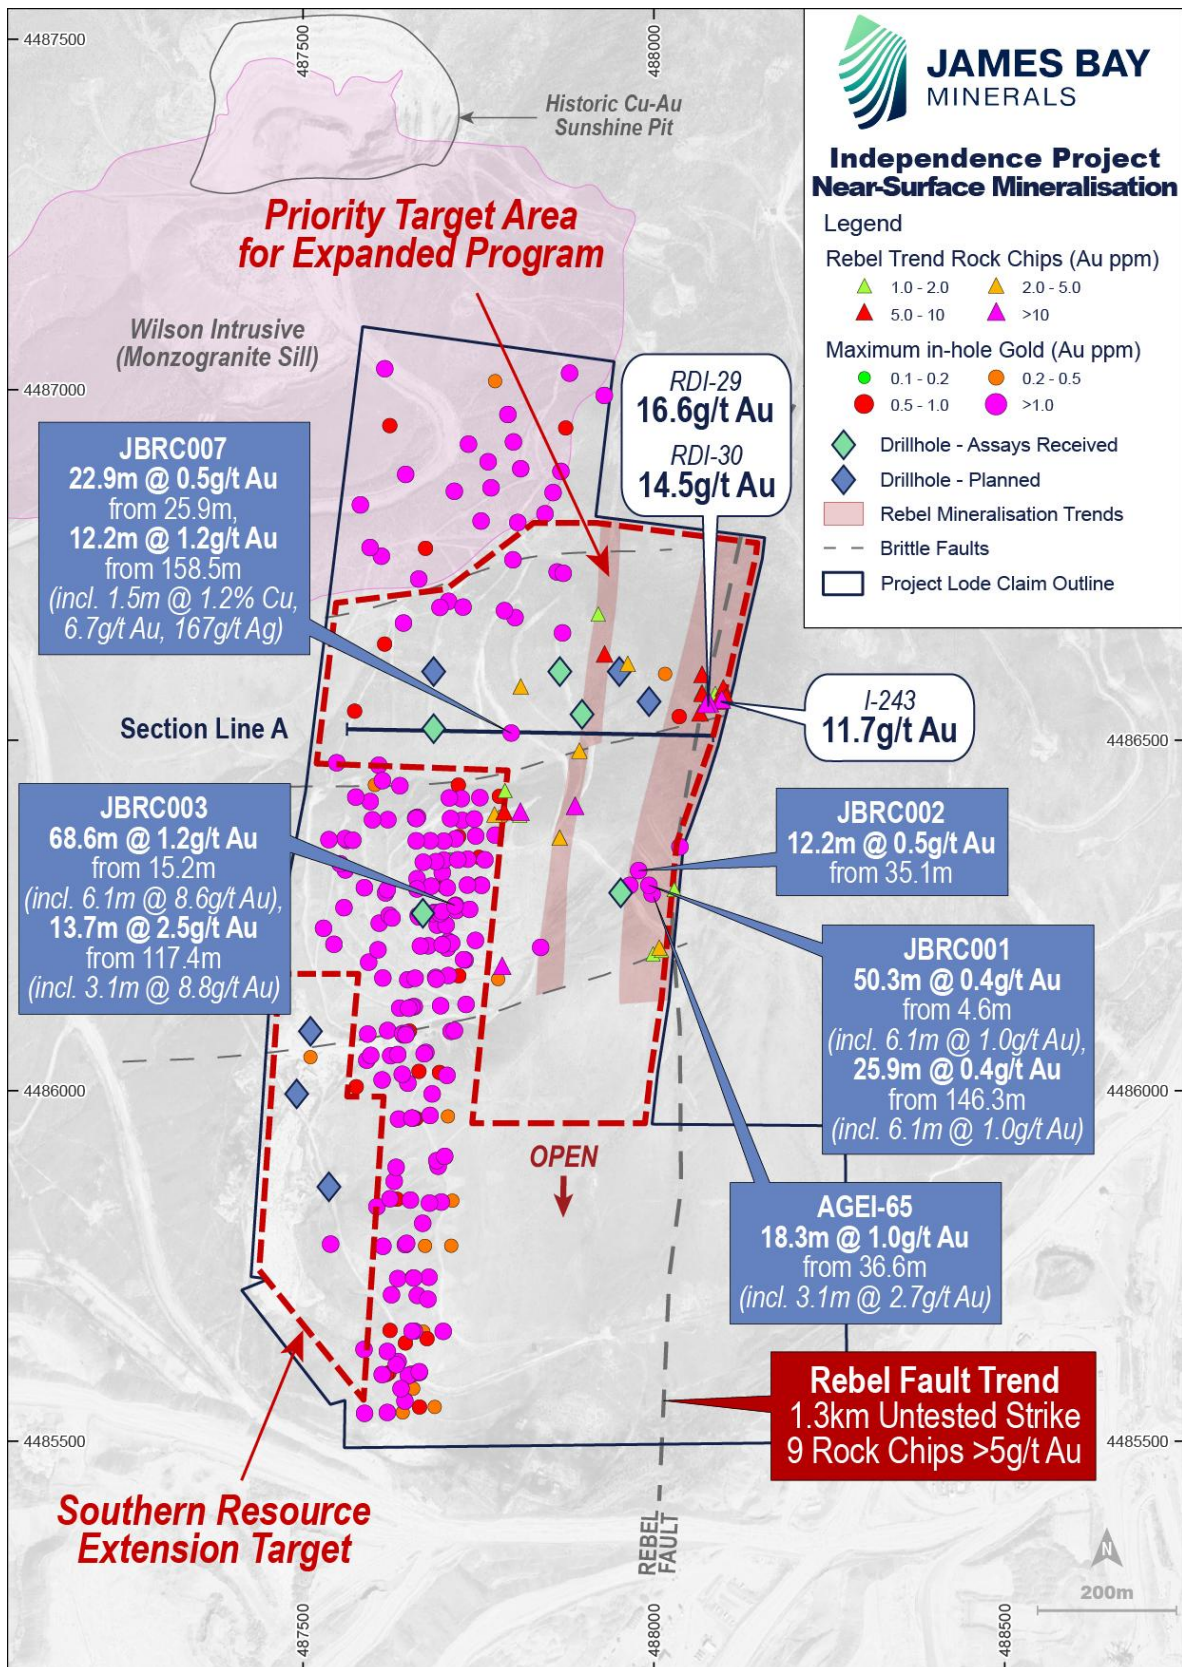 4487500
487500
488000
Historic Cu-Au
Sunshine Pit
JAMES BAY
MINERALS
Independence Project
Near-Surface Mineralisation
Legend
Rebel Trend Rock Chips (Au ppm)
1.0 - 2.0
2.0 - 5.0
5.0 - 10
>10
Maximum in-hole Gold (Au ppm)
0.1 - 0.2
0.2 - 0.5
0.5 - 1.0
>1.0
Drillhole - Assays Received
Drillhole - Planned
Rebel Mineralisation Trends
Brittle Faults
Project Lode Claim Outline
Priority Target Area
for Expanded Program
Wilson Intrusive
(Monzogranite Sill)
4487000
RDI-29
16.6g/t Au
RDI-30
14.5g/t Au
JBRC007
22.9m @ 0.5g/t Au
from 25.9m,
12.2m @ 1.2g/t Au
from 158.5m
(incl. 1.5m @ 1.2% Cu,
6.7g/t Au, 167g/t Ag)
I-243
11.7g/t Au
Section Line A
4486500
JBRC003
68.6m @ 1.2g/t Au
from 15.2m
(incl. 6.1m @ 8.6g/t Au),
13.7m @ 2.5g/t Au
from 117.4m
(incl. 3.1m @ 8.8g/t Au)
JBRC002
12.2m @ 0.5g/t Au
from 35.1m
JBRC001
50.3m @ 0.4g/t Au
from 4.6m
(incl. 6.1m @ 1.0g/t Au),
25.9m @ 0.4g/t Au
from 146.3m
(incl. 6.1m @ 1.0g/t Au)
4486000
4486000
OPEN
AGEI-65
18.3m @ 1.0g/t Au
from 36.6m
(incl. 3.1m @ 2.7g/t Au)
Rebel Fault Trend
1.3km Untested Strike
9 Rock Chips >5g/t Au
4485500
4485500
Southern Resource
Extension Target
REBEL
FAULT
N
200m
487500
488000
488500